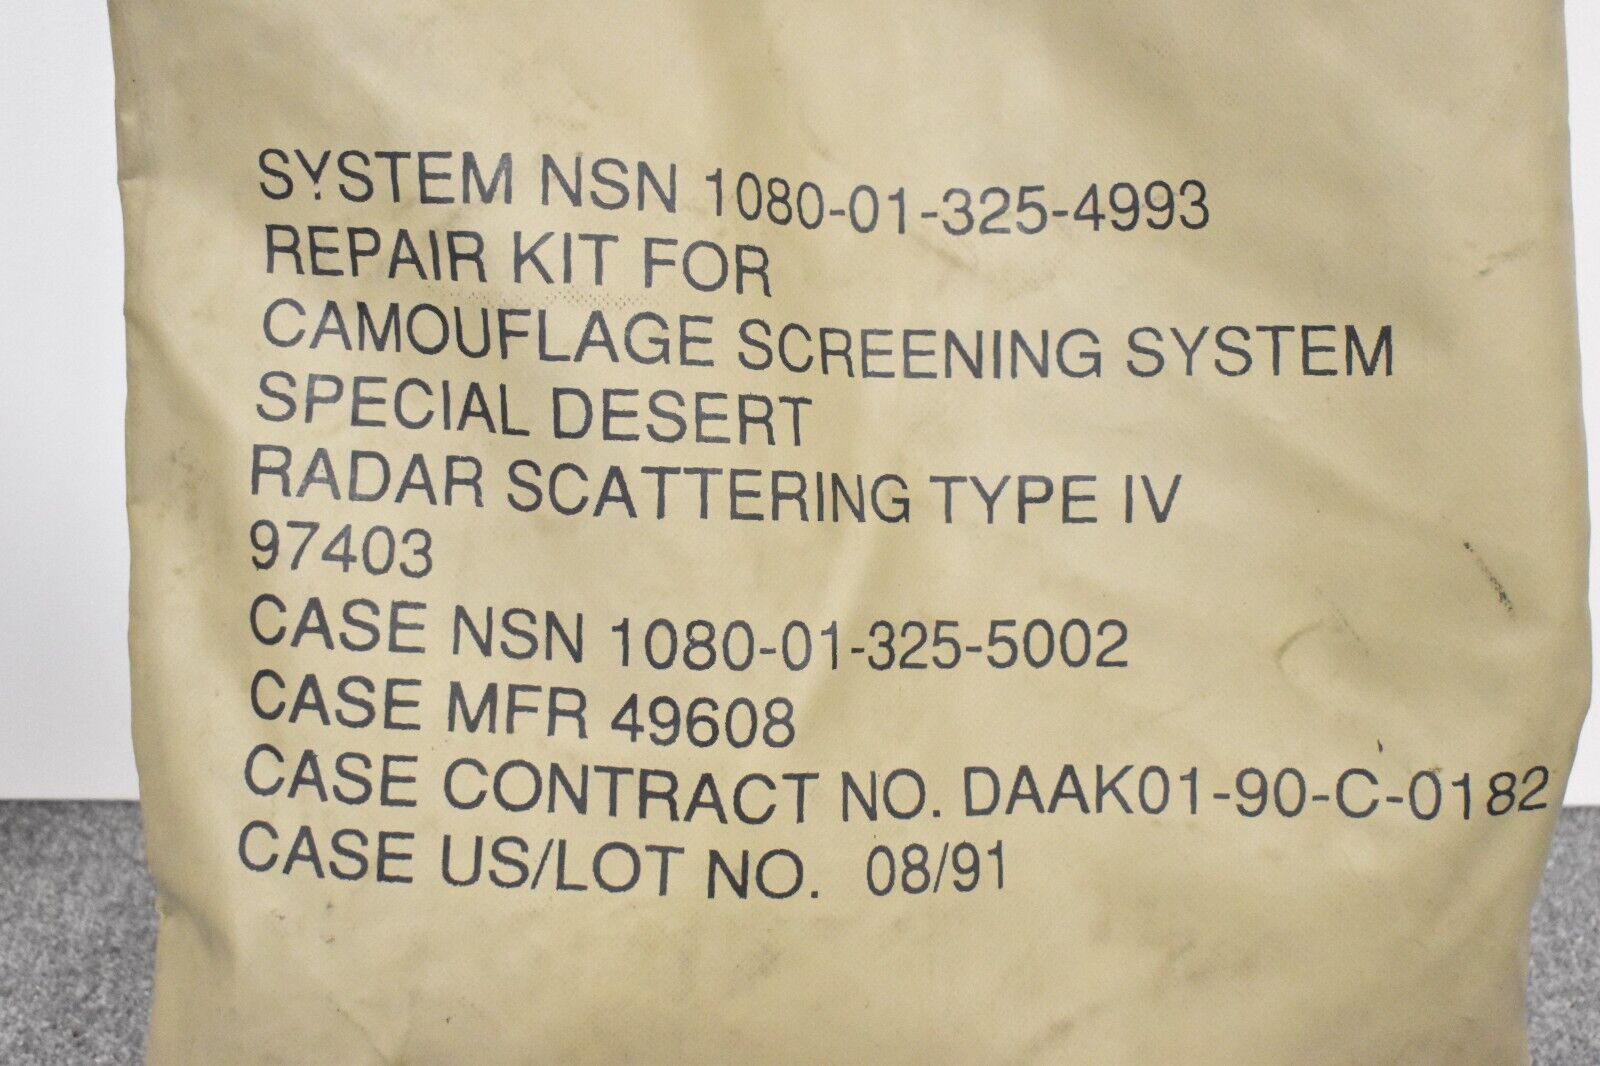 SYSTEM NSN 1080-01-325-4993
REPAIR KIT FOR
CAMOUFLAGE SCREENING SYSTEM
SPECIAL DESERT
RADAR SCATTERING TYPE IV
97403
CASE NSN 1080-01-325-5002
CASE MFR 49608
CASE CONTRACT NO. DAAK01-90-C-0182
CASE US/LOT NO. 08/91